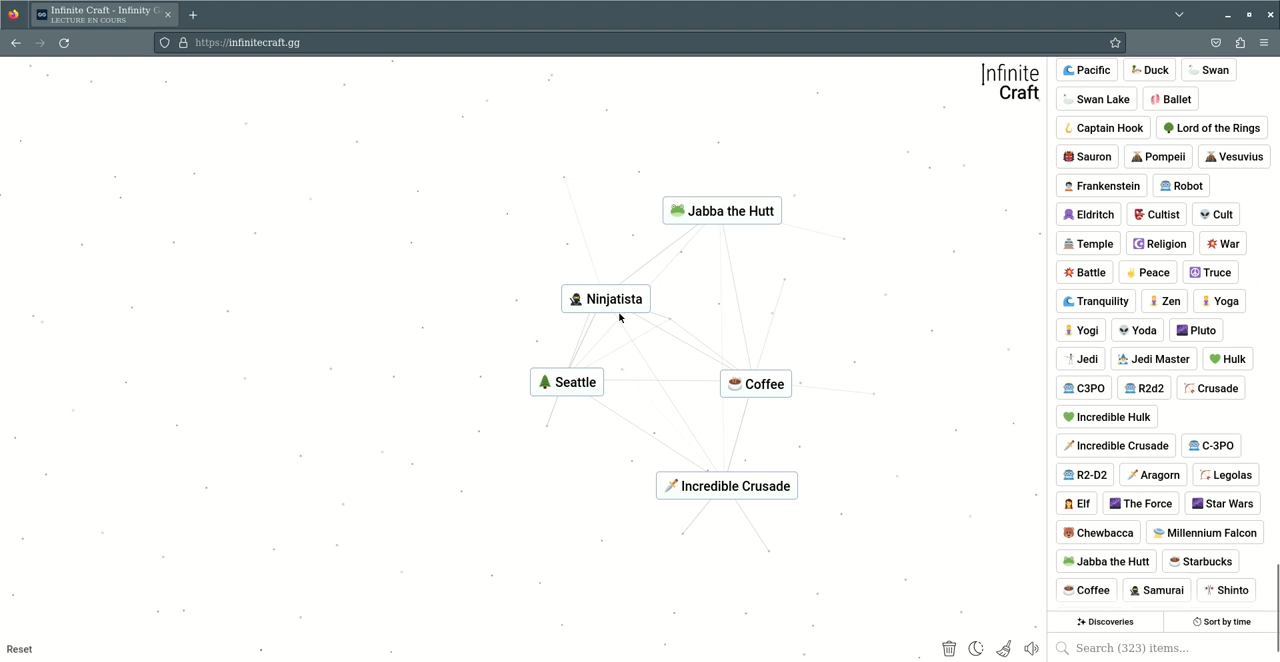 Infinite Craft - Infinity G
LECTURE EN COURS
https://infinitecraft.gg
Infinite
Craft
Jabba the Hutt
Ninjatista
Seattle
Coffee
Incredible Crusade
Reset
Pacific Duck Swan
Swan Lake Ballet
Captain Hook Lord of the Rings
Sauron Pompeii Vesuvius
Frankenstein Robot
Eldritch Cultist Cult
Temple Religion War
Battle Peace Truce
Tranquility Zen Yoga
Yogi Yoda Pluto
Jedi Jedi Master Hulk
C3PO R2d2 Crusade
Incredible Hulk
Incredible Crusade C-3PO
R2-D2 Aragorn Legolas
Elf The Force Star Wars
Chewbacca Millennium Falcon
Jabba the Hutt Starbucks
Coffee Samurai Shinto
Discoveries Sort by time
Search (323) items...